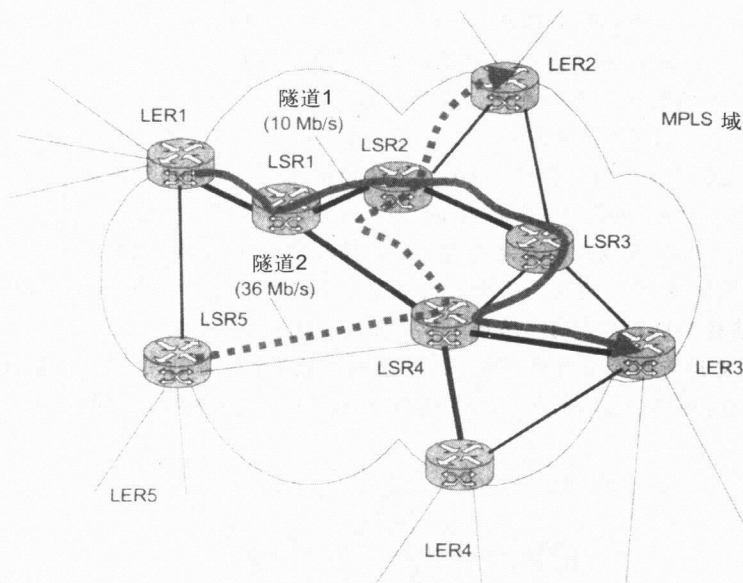 LER2
LER1
隧道1
(10 Mb/s)
MPLS 域
LSR2
LSR1
LSR3
隧道2
(36 Mb/s)
LSR5
LSR4
LER3
LER5
LER4